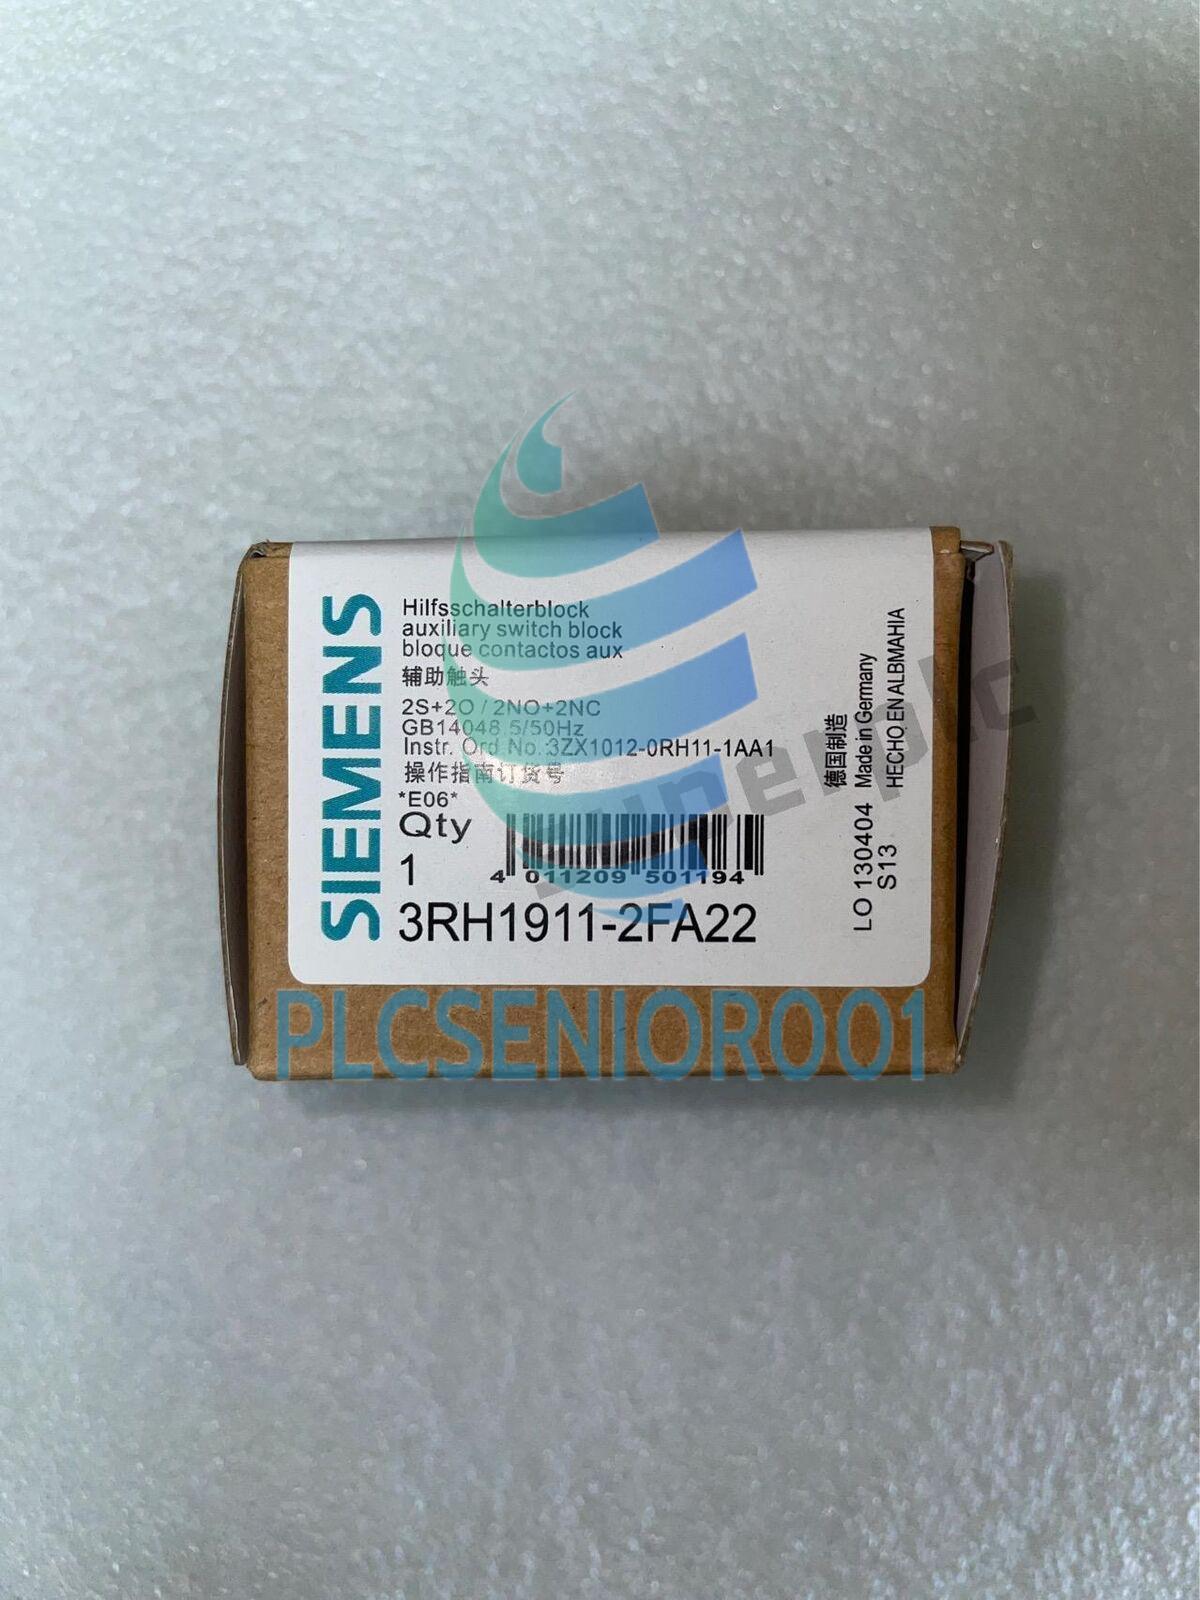 SIEMENS
Hilfsschalterblock
auxiliary switch block
bloque contactos aux
辅助触头
2S+2O / 2NO+2NC
GB14048.5/50Hz
Instr. Ord.No.:3ZX1012-0RH11-1AA1
操作指南订货号
*E06*
Qty
1
4 011209 501194
3RH1911-2FA22
LO 130404
S13
德国制造
Made in Germany
HECHO EN ALBMAHIA
superplc
PLCSENIOR001